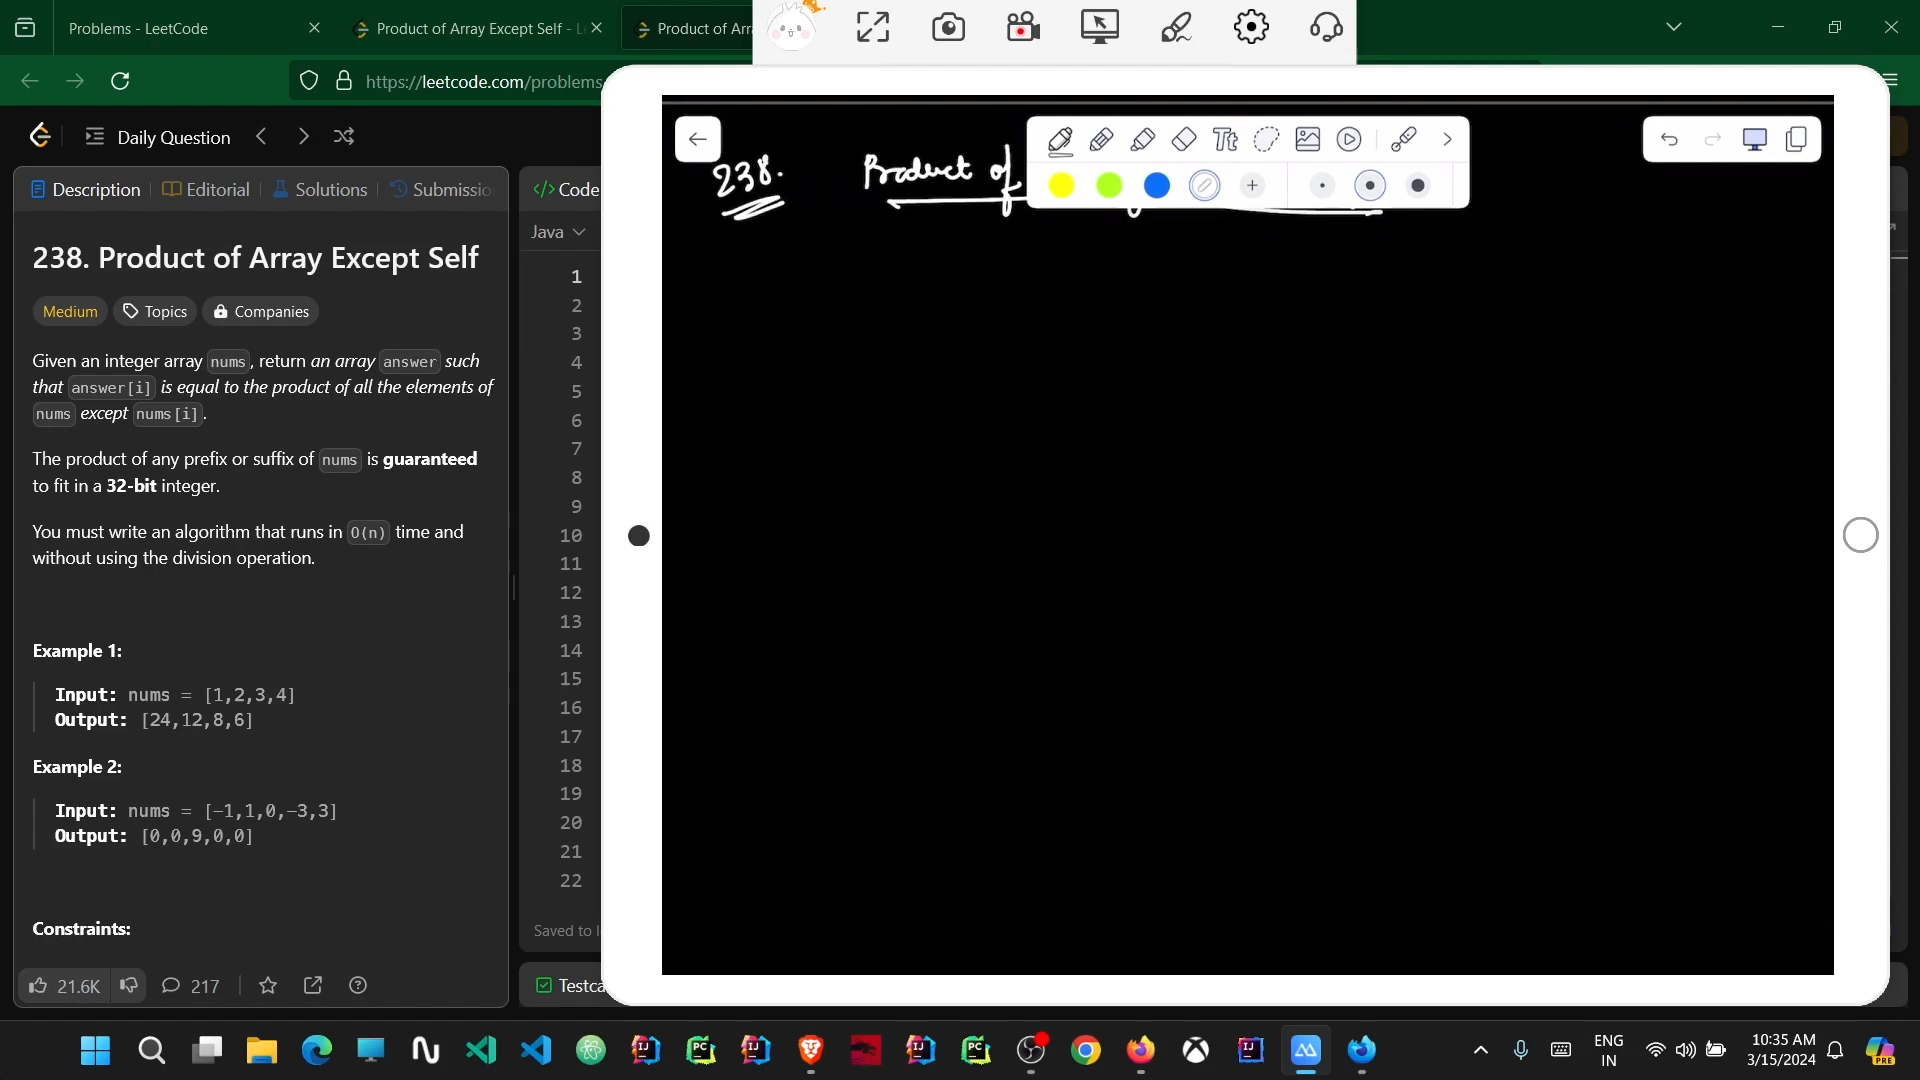 Problems - LeetCode
Product of Array Except Self - L
Product of Arr
https://leetcode.com/problems
Daily Question
Description
Editorial
Solutions
Submissio
Code
238. Product of
Java
238. Product of Array Except Self
Medium
Topics
Companies
Given an integer array nums, return an array answer such
that answer[i] is equal to the product of all the elements of
nums except nums[i].
The product of any prefix or suffix of nums is guaranteed
to fit in a 32-bit integer.
You must write an algorithm that runs in O(n) time and
without using the division operation.
Example 1:
Input: nums = [1,2,3,4]
Output: [24,12,8,6]
Example 2:
Input: nums = [-1,1,0,-3,3]
Output: [0,0,9,0,0]
Constraints:
21.6K
217
1
2
3
4
5
6
7
8
9
10
11
12
13
14
15
16
17
18
19
20
21
22
Saved to l
Testca
Tt
ENG
IN
10:35 AM
3/15/2024